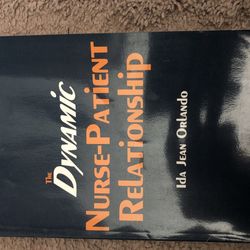 The
Dynamic
Nurse-Patient
Relationship
Ida Jean Orlando